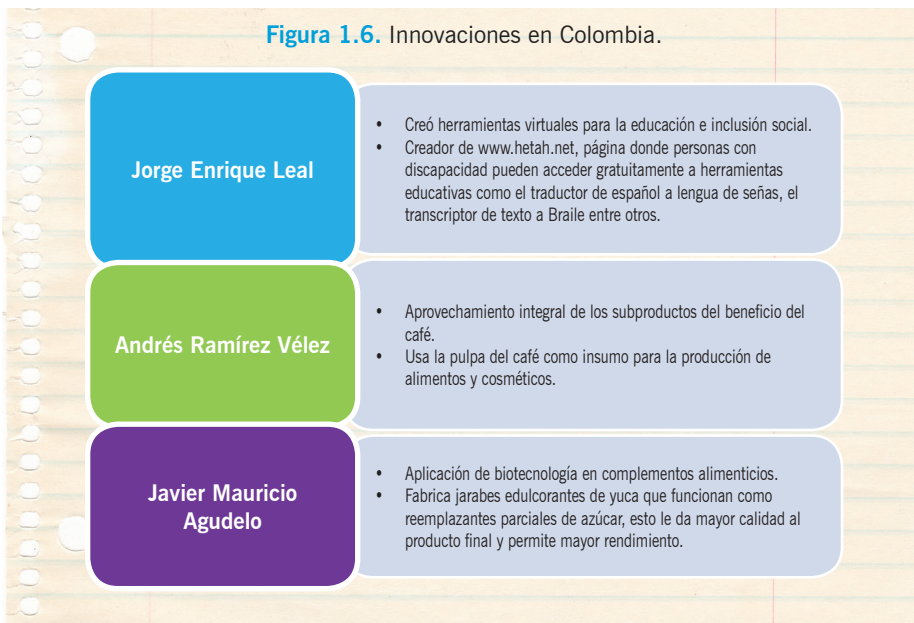 Figura 1.6. Innovaciones en Colombia.
Jorge Enrique Leal
• Creó herramientas virtuales para la educación e inclusión social.
• Creador de www.hetah.net, página donde personas con
discapacidad pueden acceder gratuitamente a herramientas
educativas como el traductor de español a lengua de señas, el
transcriptor de texto a Braile entre otros.
Andrés Ramírez Vélez
• Aprovechamiento integral de los subproductos del beneficio del
café.
• Usa la pulpa del café como insumo para la producción de
alimentos y cosméticos.
Javier Mauricio
Agudelo
• Aplicación de biotecnología en complementos alimenticios.
• Fabrica jarabes edulcorantes de yuca que funcionan como
reemplazantes parciales de azúcar, esto le da mayor calidad al
producto final y permite mayor rendimiento.